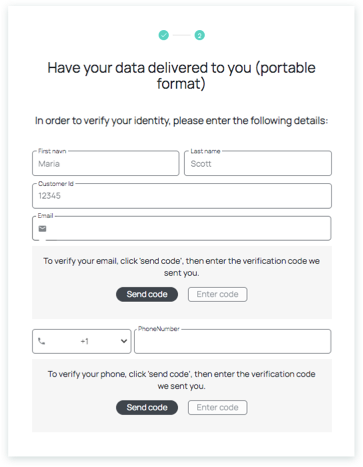 2
Have your data delivered to you (portable
format)
In order to verify your identity, please enter the following details:
First navn
Last name
Maria
Scott
Customer Id
12345
Email
To verify your email, click 'send code', then enter the verification code we
sent you.
Send code
Enter code
PhoneNumber
+1
To verify your phone, click 'send code', then enter the verification code
we sent you.
Send code
Enter code